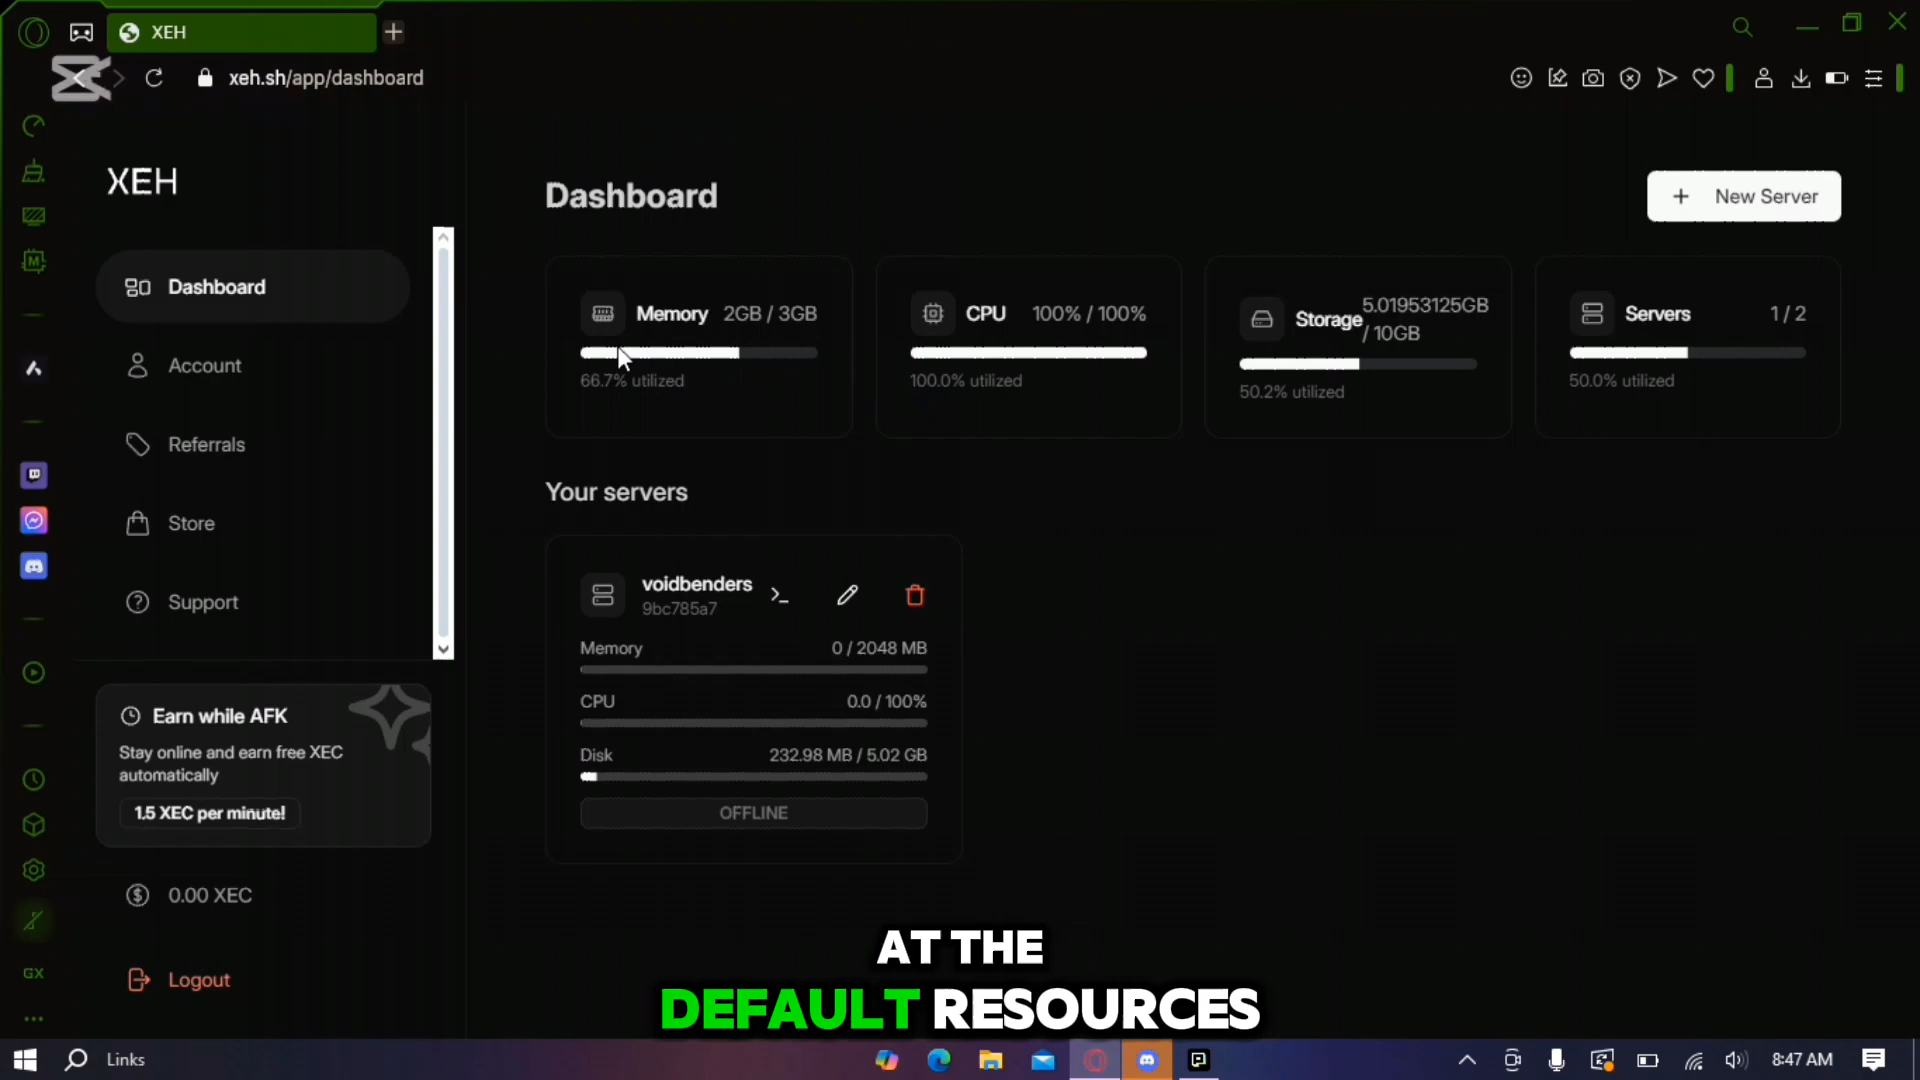 XEH
xeh.sh/app/dashboard
XEH
Dashboard
Account
Referrals
Store
Support
Earn while AFK
Stay online and earn free XEC
automatically
1.5 XEC per minute!
0.00 XEC
Logout
Dashboard
+ New Server
Memory 2GB / 3GB
66.7% utilized
CPU 100% / 100%
100.0% utilized
Storage 5.01953125GB
/ 10GB
50.2% utilized
Servers 1 / 2
50.0% utilized
Your servers
voidbenders
9bc785a7
Memory 0 / 2048 MB
CPU 0.0 / 100%
Disk 232.98 MB / 5.02 GB
OFFLINE
AT THE
DEFAULT RESOURCES
GX
Links
8:47 AM